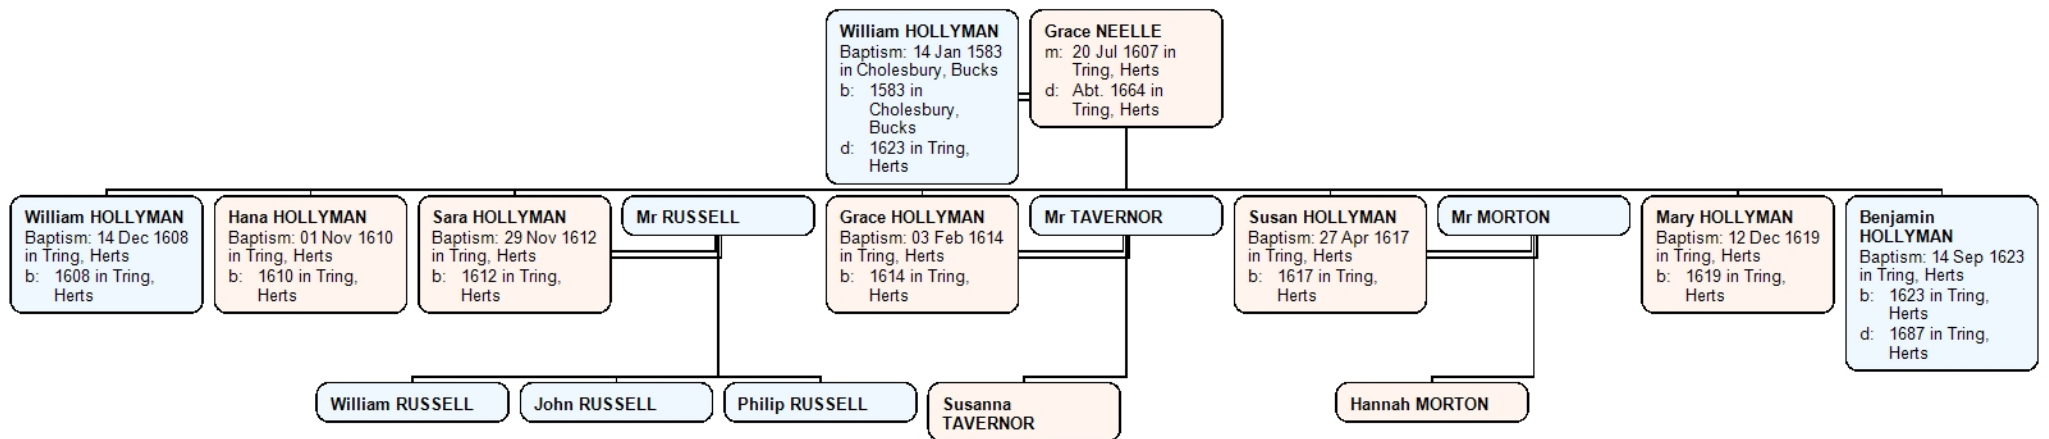 William HOLLYMAN
Baptism: 14 Jan 1583
in Cholesbury, Bucks
b: 1583 in
Cholesbury,
Bucks
d: 1623 in Tring,
Herts
Grace NEELLE
m: 20 Jul 1607 in
Tring, Herts
d: Abt. 1664 in
Tring, Herts
William HOLLYMAN
Baptism: 14 Dec 1608
in Tring, Herts
b: 1608 in Tring,
Herts
Hana HOLLYMAN
Baptism: 01 Nov 1610
in Tring, Herts
b: 1610 in Tring,
Herts
Sara HOLLYMAN
Baptism: 29 Nov 1612
in Tring, Herts
b: 1612 in Tring,
Herts
Mr RUSSELL
Grace HOLLYMAN
Baptism: 03 Feb 1614
in Tring, Herts
b: 1614 in Tring,
Herts
Mr TAVERNOR
Susan HOLLYMAN
Baptism: 27 Apr 1617
in Tring, Herts
b: 1617 in Tring,
Herts
Mr MORTON
Mary HOLLYMAN
Baptism: 12 Dec 1619
in Tring, Herts
b: 1619 in Tring,
Herts
Benjamin
HOLLYMAN
Baptism: 14 Sep 1623
in Tring, Herts
b: 1623 in Tring,
Herts
d: 1687 in Tring,
Herts
William RUSSELL
John RUSSELL
Philip RUSSELL
Susanna
TAVERNOR
Hannah MORTON